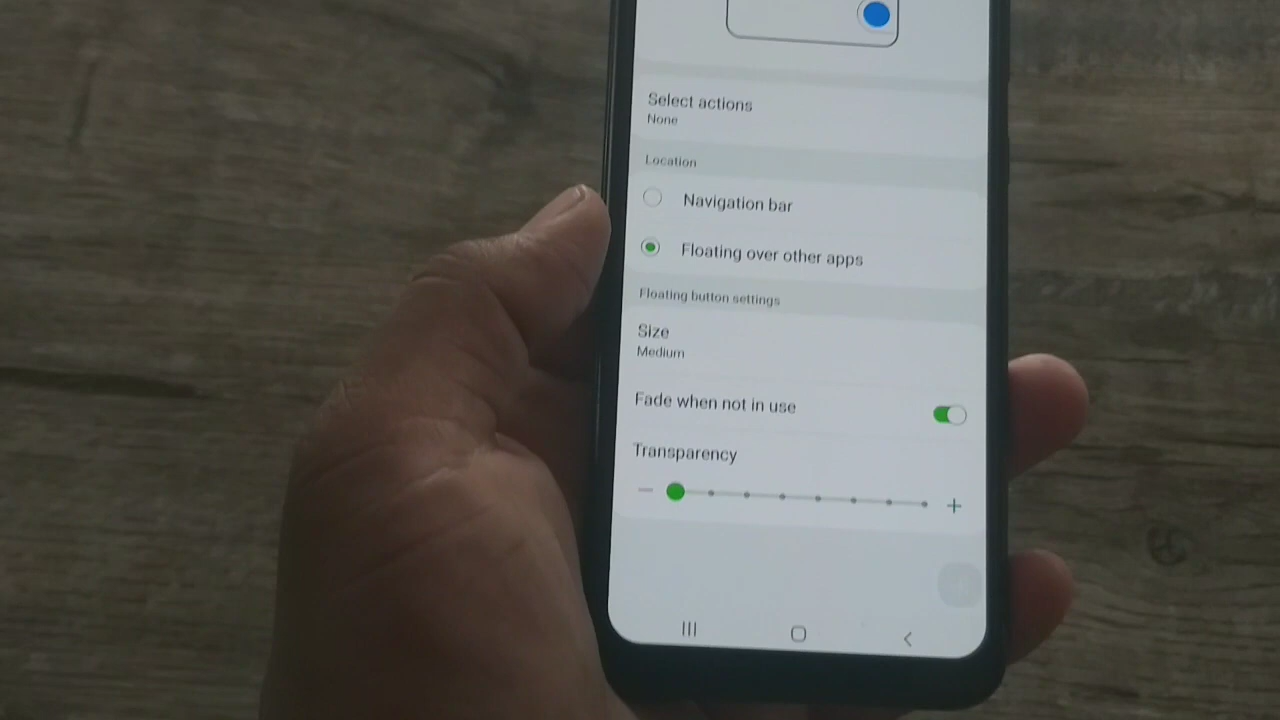 Select actions
None
Location
Navigation bar
Floating over other apps
Floating button settings
Size
Medium
Fade when not in use
Transparency